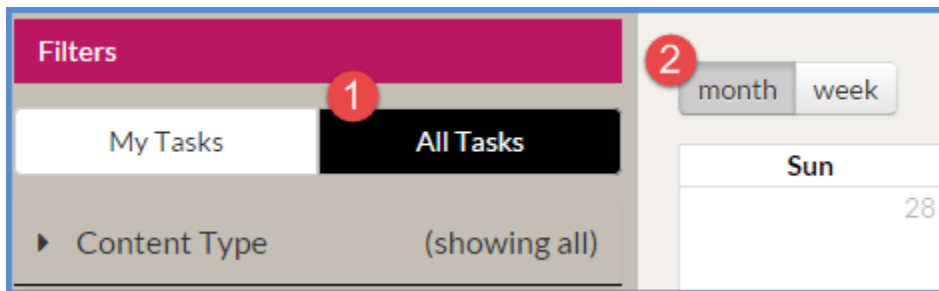 Filters
1
My Tasks
All Tasks
Content Type
(showing all)
2
month
week
Sun
28